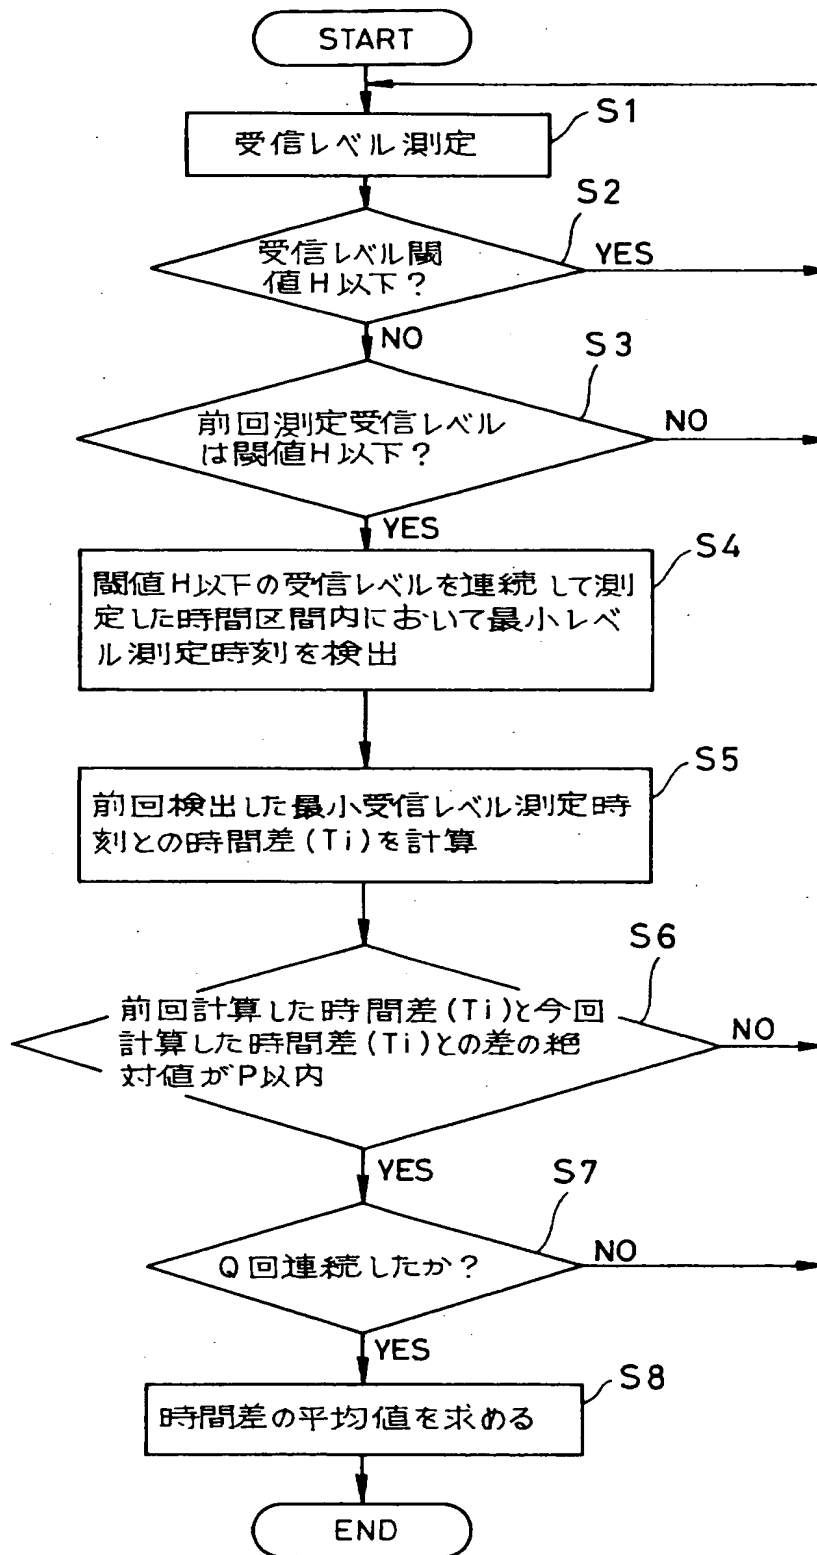 START
S1
受信レベル測定
S2
受信レベル閾
値H以下?
YES
NO
S3
前回測定受信レベル
は閾値H以下?
NO
YES
S4
閾値H以下の受信レベルを連続して測
定した時間区間内において最小レベ
ル測定時刻を検出
S5
前回検出した最小受信レベル測定時
刻との時間差(Ti)を計算
S6
前回計算した時間差(Ti)と今回
計算した時間差(Ti)との差の絶
対値がP以内
NO
YES
S7
Q回連続したか?
NO
YES
S8
時間差の平均値を求める
END